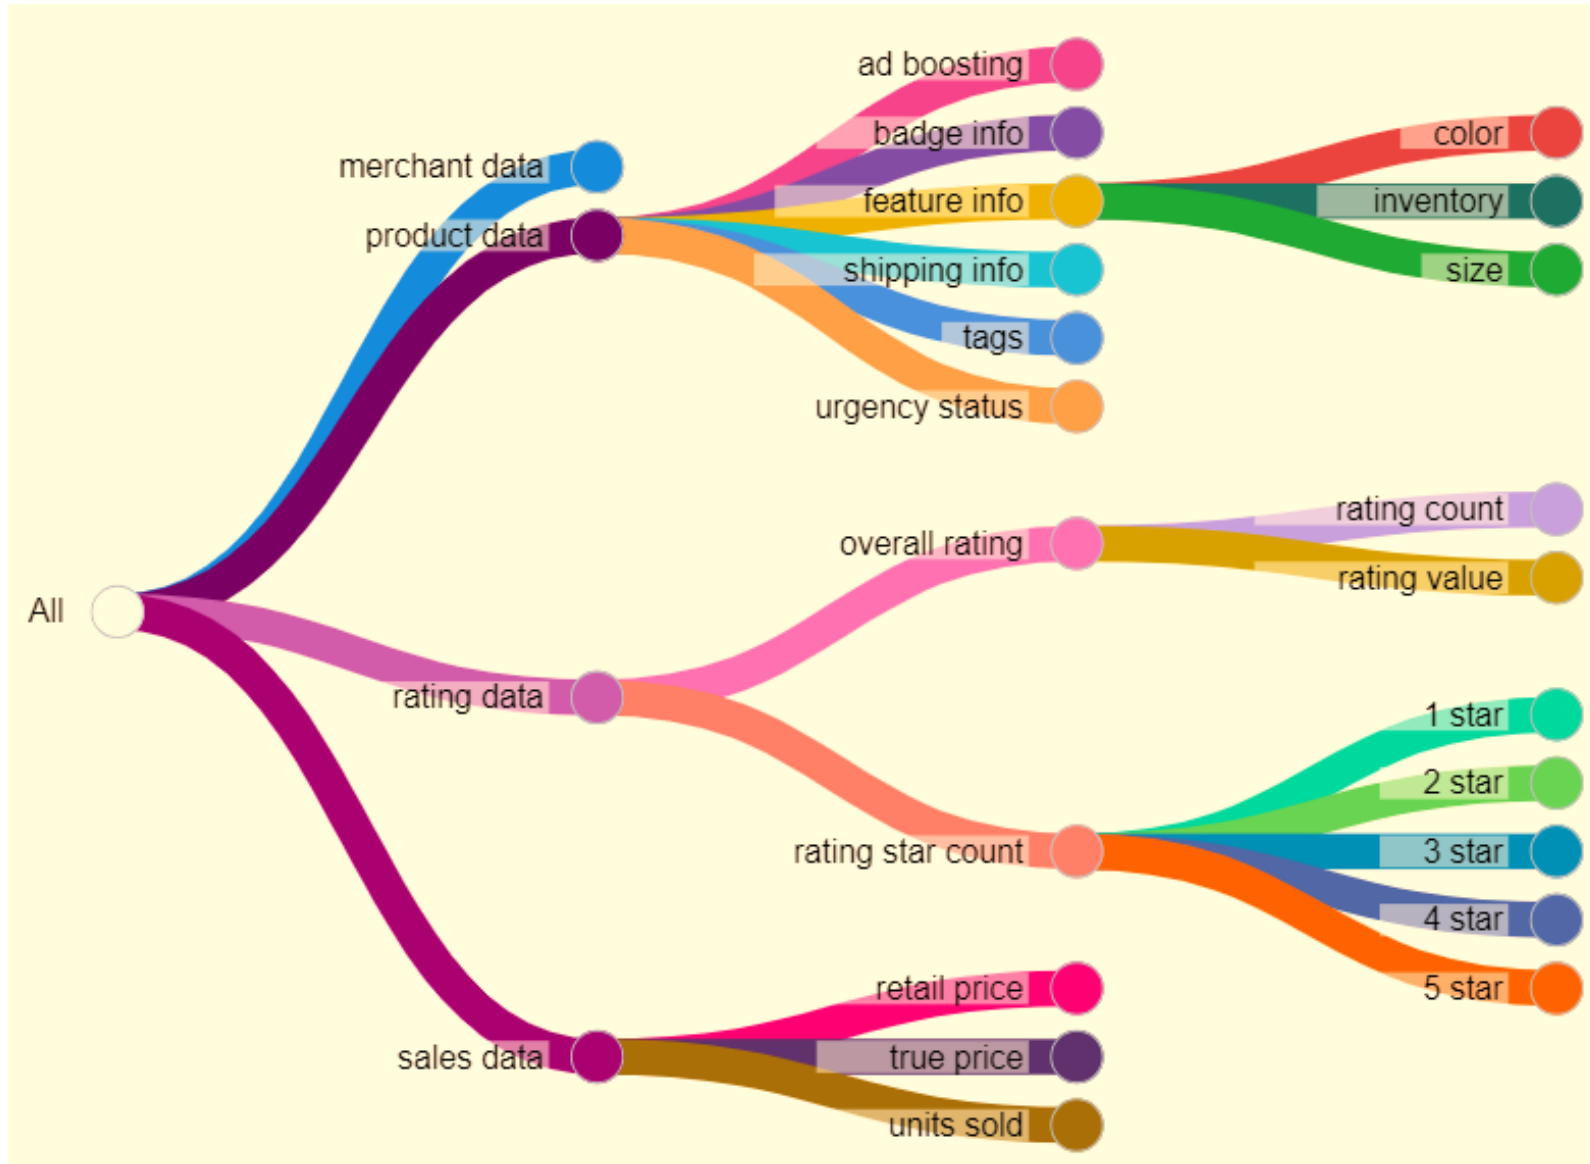 All
merchant data
product data
rating data
sales data
ad boosting
badge info
feature info
shipping info
tags
urgency status
overall rating
rating star count
retail price
true price
units sold
color
inventory
size
rating count
rating value
1 star
2 star
3 star
4 star
5 star